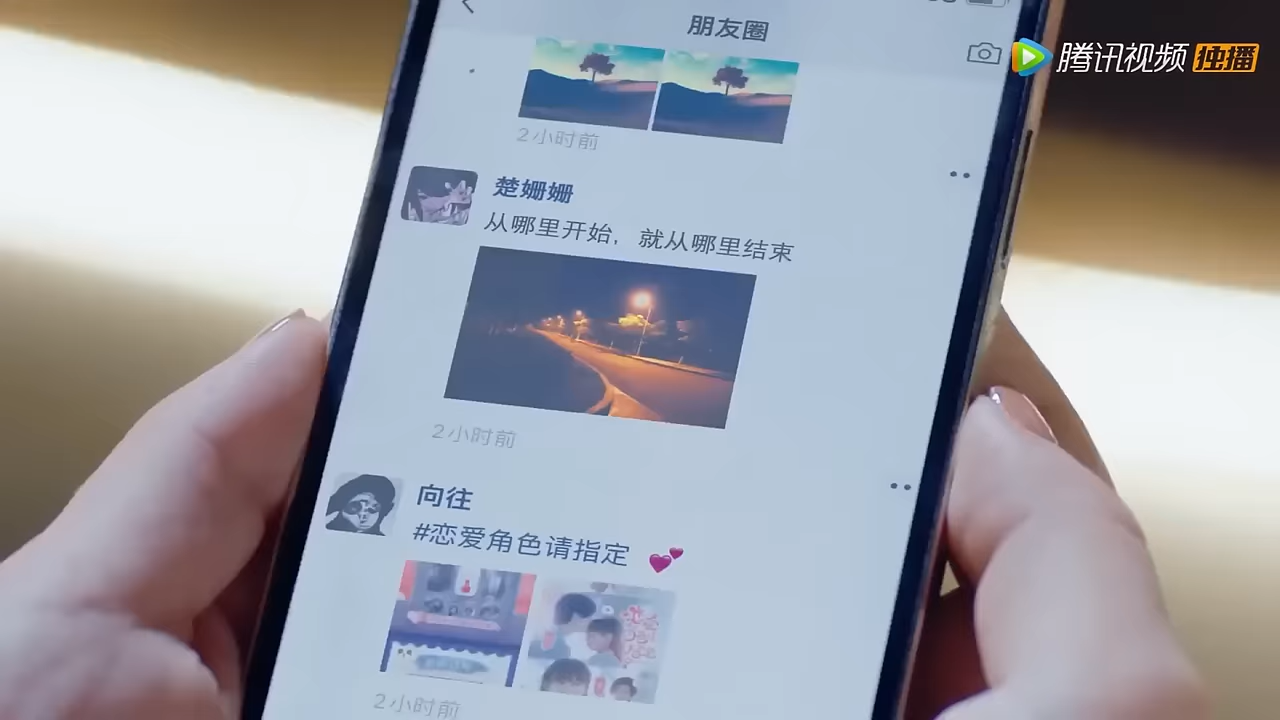 朋友圈
腾讯视频 独播
2小时前
楚姗姗
从哪里开始，就从哪里结束
2小时前
向往
#恋爱角色请指定 💕
2小时前